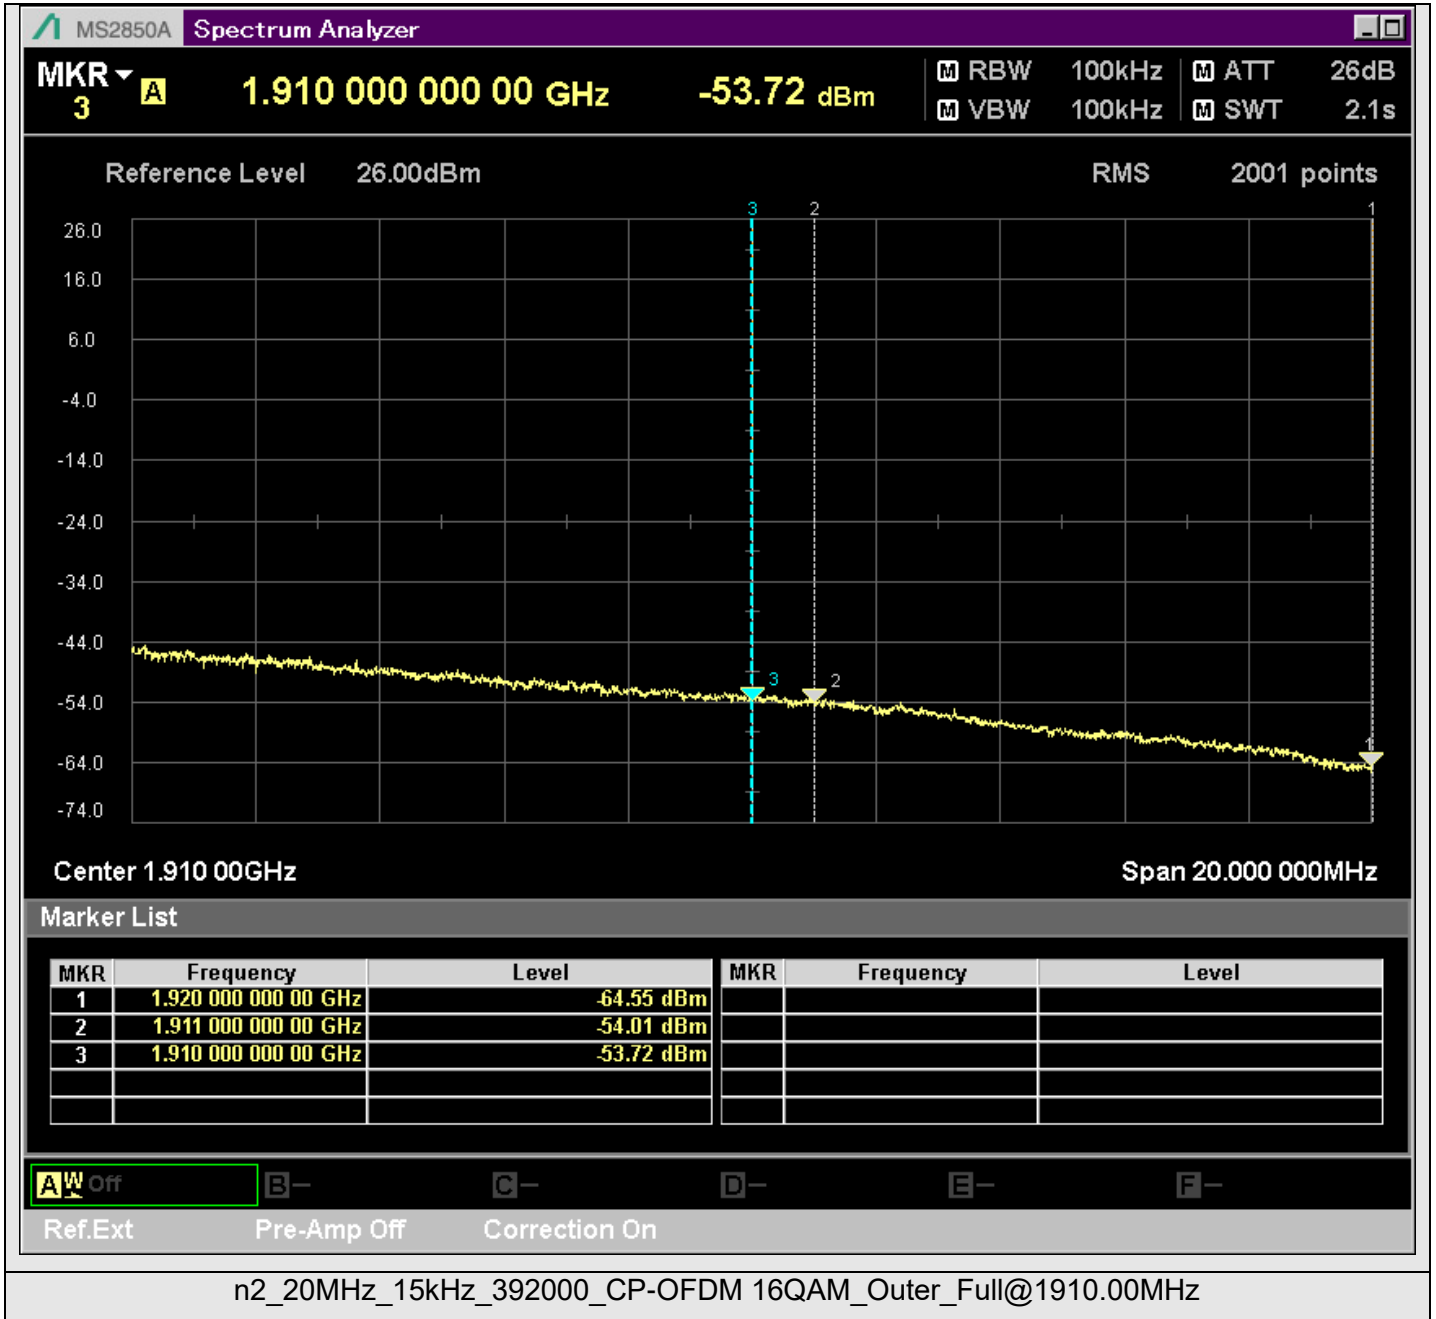 MS2850A Spectrum Analyzer
MKR A 1.910 000 000 00 GHz -53.72 dBm M RBW 100kHz M ATT 26dB
3 M VBW 100kHz M SWT 2.1s
Reference Level 26.00dBm RMS 2001 points
3 2 1
26.0
16.0
6.0
-4.0
-14.0
-24.0
-34.0
-44.0
3 2
-54.0
1
-64.0
-74.0
Center 1.910 00GHz Span 20.000 000MHz
Marker List
MKR Frequency Level MKR Frequency Level
1 1.920 000 000 00 GHz -64.55 dBm
2 1.911 000 000 00 GHz -54.01 dBm
3 1.910 000 000 00 GHz -53.72 dBm
A W Off B - C - D - E - F -
Ref.Ext Pre-Amp Off Correction On
n2_20MHz_15kHz_392000_CP-OFDM 16QAM_Outer_Full@1910.00MHz